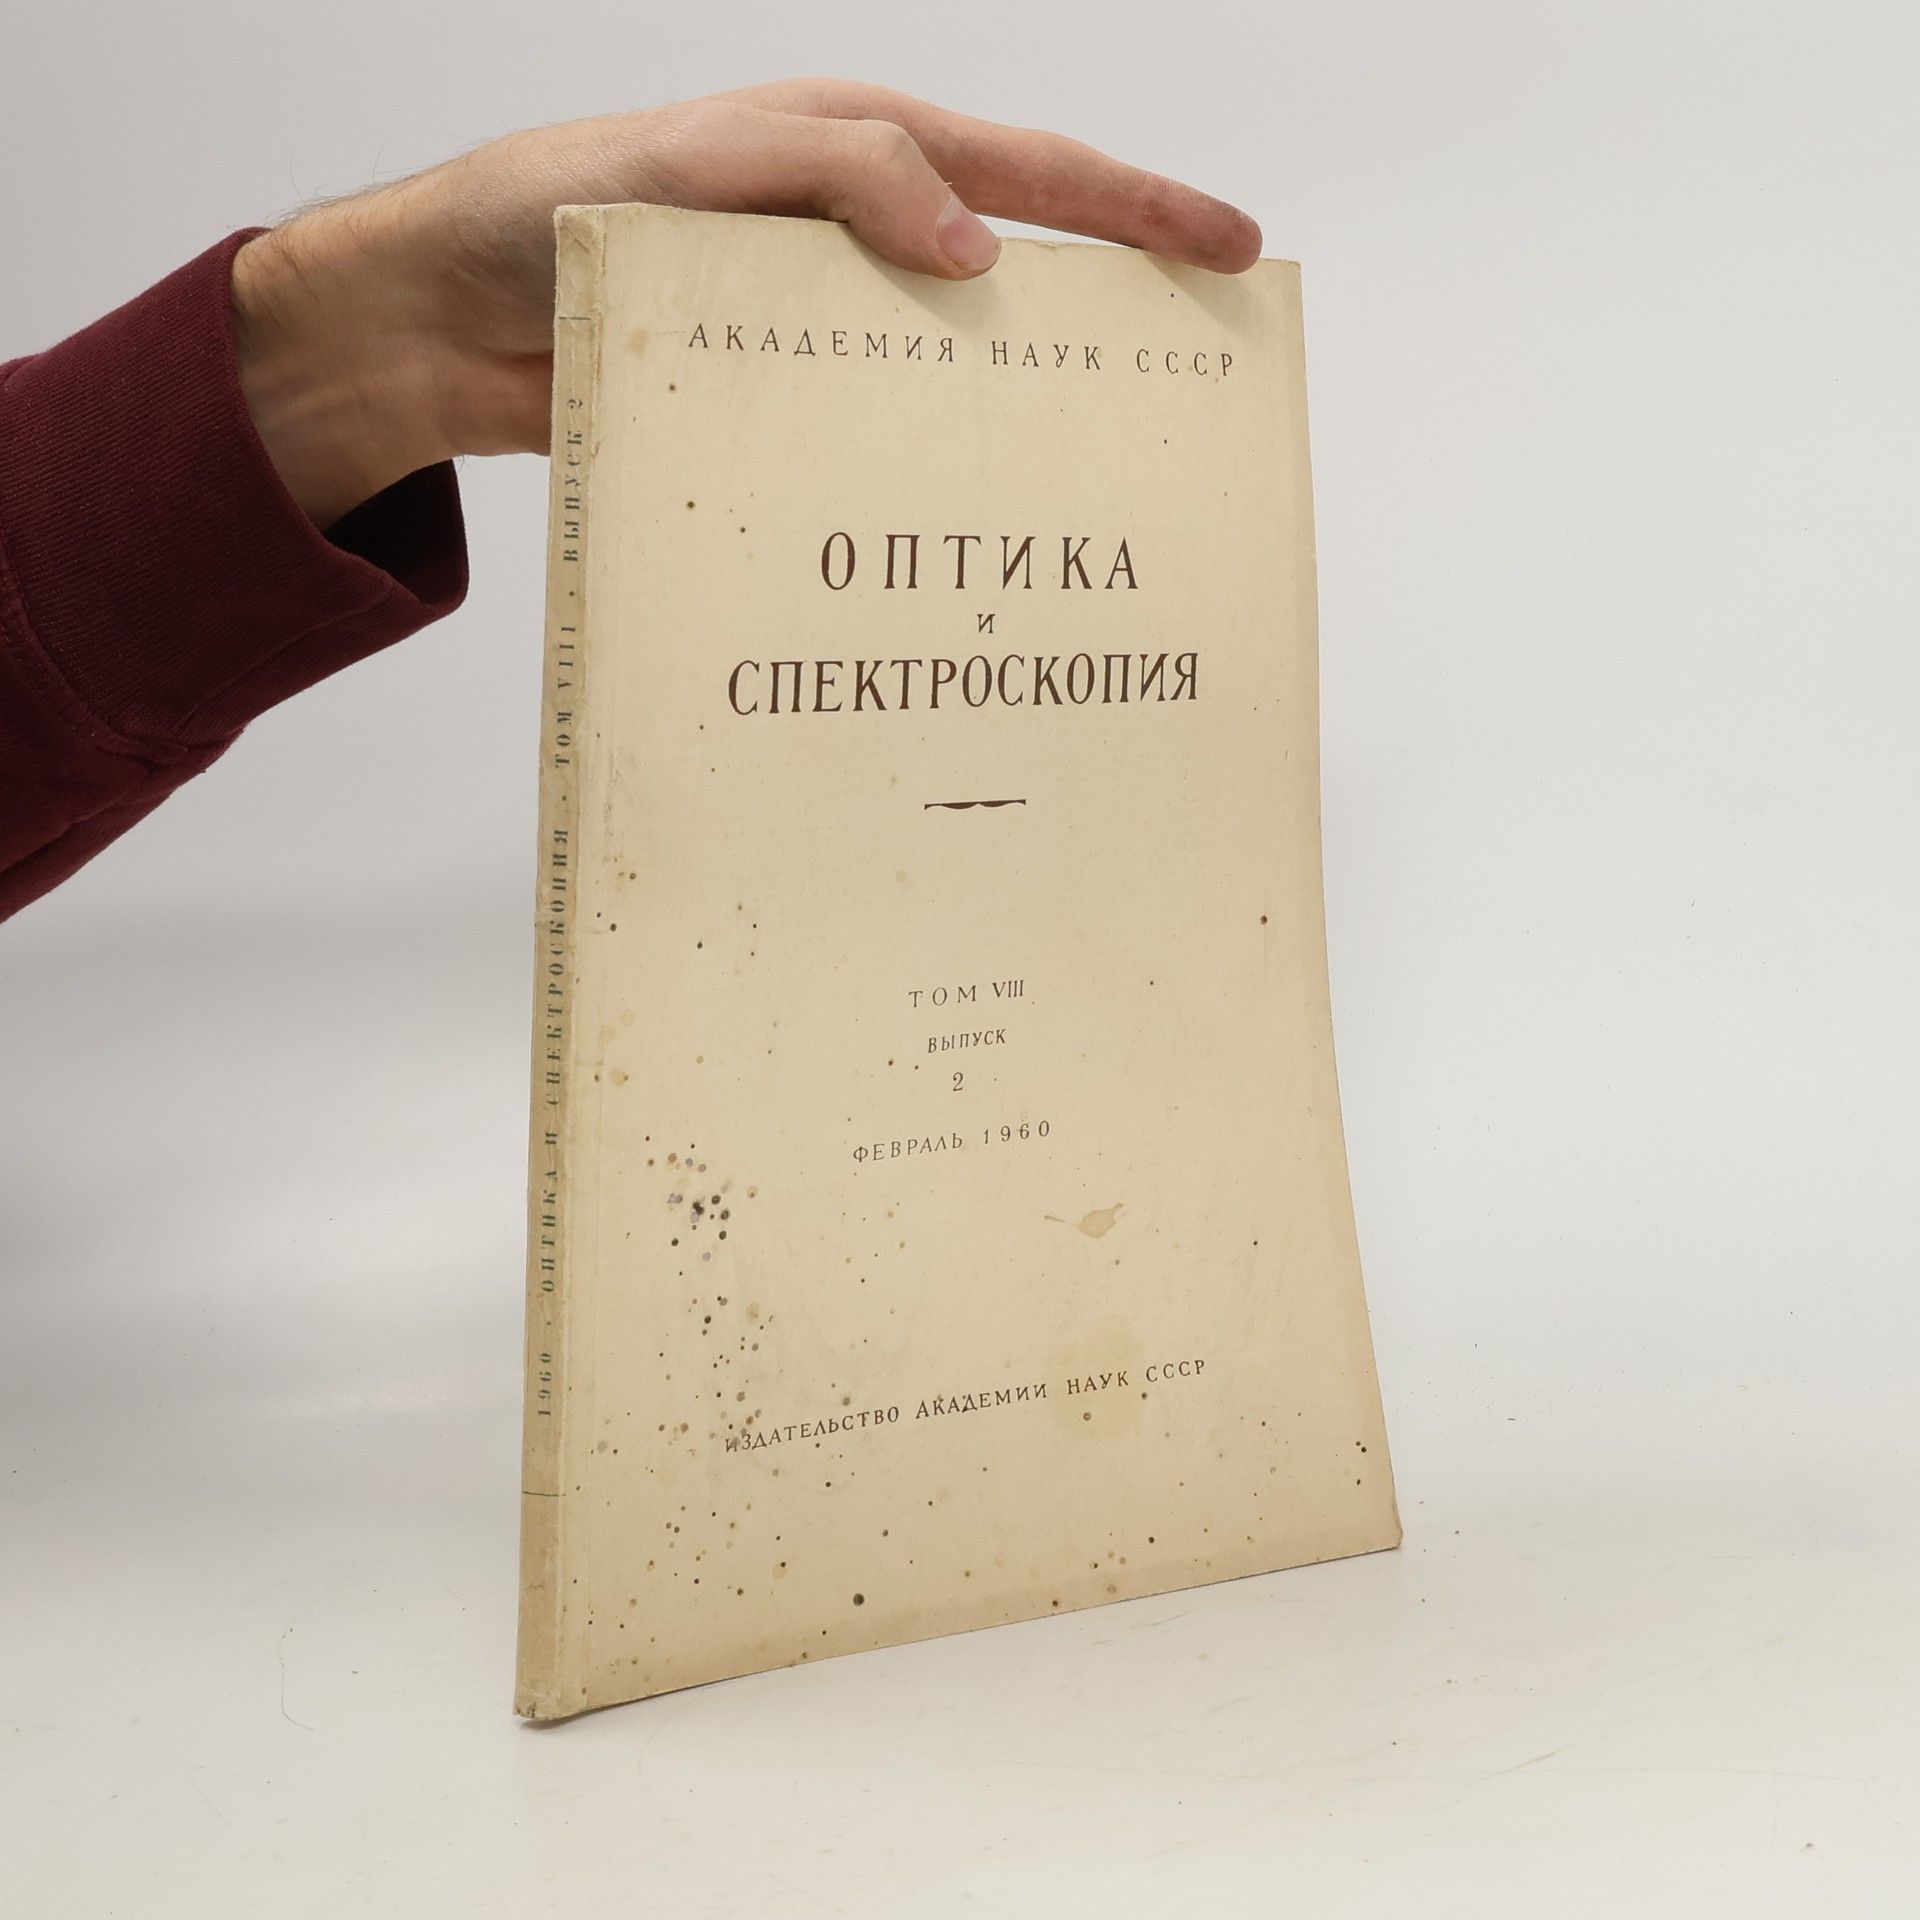 АКАДЕМИЯ НАУК СССР
ОПТИКА
И
СПЕКТРОСКОПИЯ
ТОМ VIII
ВЫПУСК
2
ФЕВРАЛЬ 1960
ИЗДАТЕЛЬСТВО АКАДЕМИИ НАУК СССР
1960 · ОПТИКА И СПЕКТРОСКОПИЯ · ТОМ VIII · ВЫПУСК 2